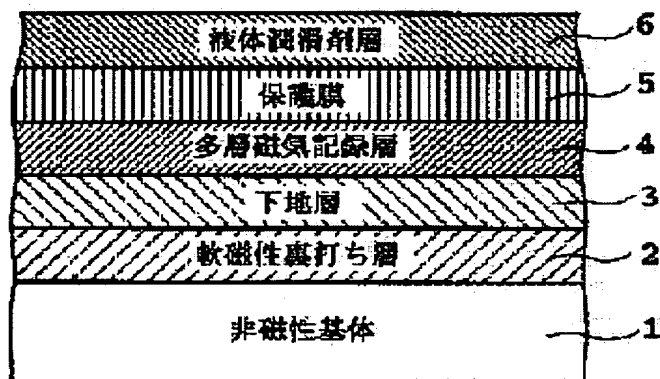 液体潤滑剤層 6
保護膜 5
多層磁気記録層 4
下地層 3
軟磁性裏打ち層 2
非磁性基体 1